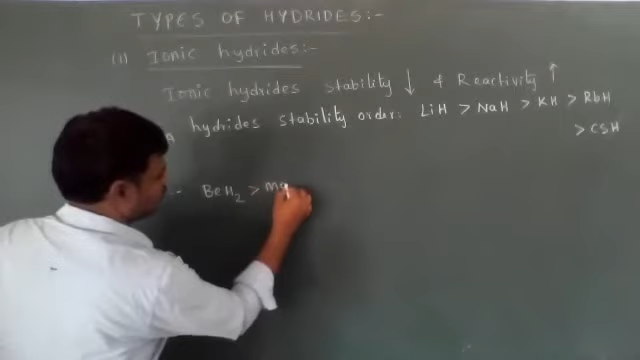 TYPES OF HYDRIDES:-
(1) Ionic hydrides:-
Ionic hydrides stability ↓ & Reactivity ↑
hydrides stability order: LiH > NaH > KH > RbH
> CsH
BeH2 > Mg